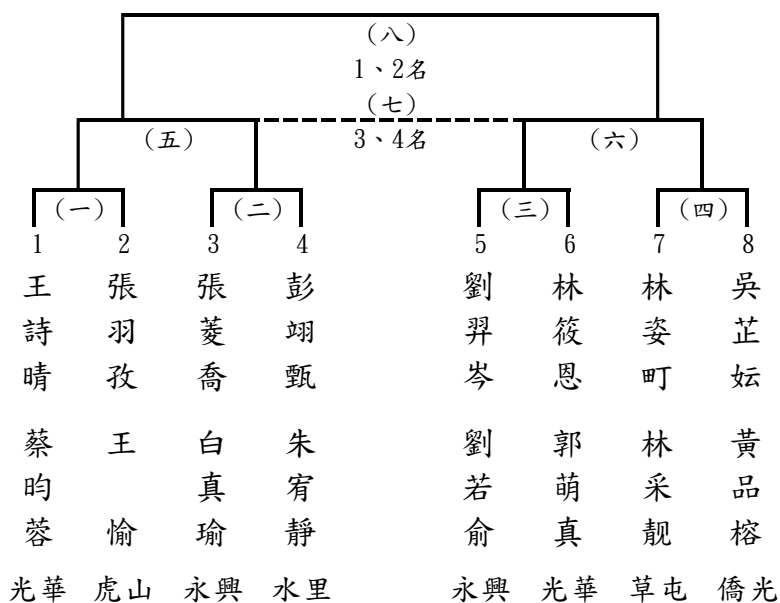 (八)
1、2名
(七)
3、4名
(五)
(六)
(一)
(二)
(三)
(四)
1 2 3 4 5 6 7 8
王詩晴
張羽孜
張菱喬
彭翊甄
劉羿岑
林筱恩
林姿町
吳芷妘
蔡昀蓉
王愉
白真瑜
朱宥靜
劉若俞
郭萌真
林采靚
黃品榕
光華 虎山 永興 水里 永興 光華 草屯 僑光